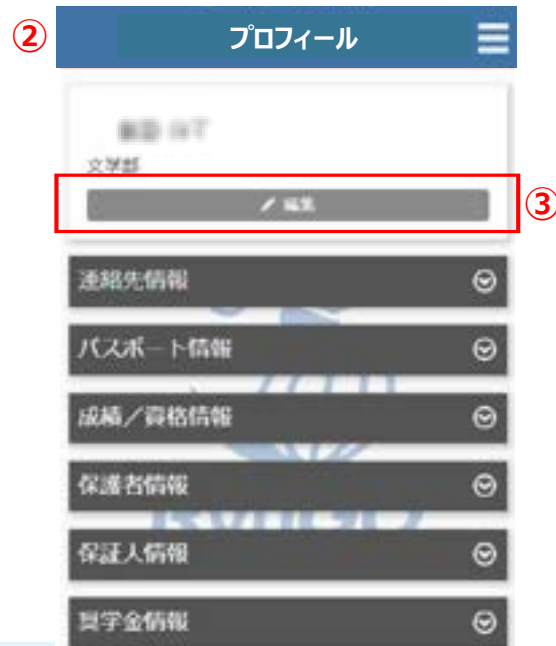 ② プロフィール
文学部
編集 ③
連絡先情報
パスポート情報
成績／資格情報
保護者情報
保証人情報
奨学金情報